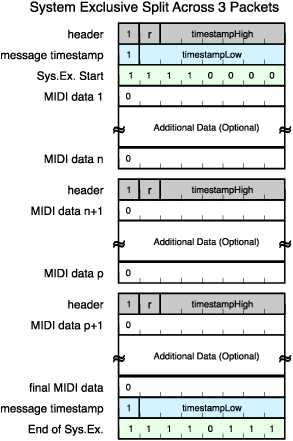 System Exclusive Split Across 3 Packets
header 1 r timestampHigh
message timestamp 1 timestampLow
Sys.Ex. Start 1 1 1 1 0 0 0 0
MIDI data 1 0
≈ Additional Data (Optional) ≈
MIDI data n 0
header 1 r timestampHigh
MIDI data n+1 0
≈ Additional Data (Optional) ≈
MIDI data p 0
header 1 r timestampHigh
MIDI data p+1 0
≈ Additional Data (Optional) ≈
final MIDI data 0
message timestamp 1 timestampLow
End of Sys.Ex. 1 1 1 1 0 1 1 1